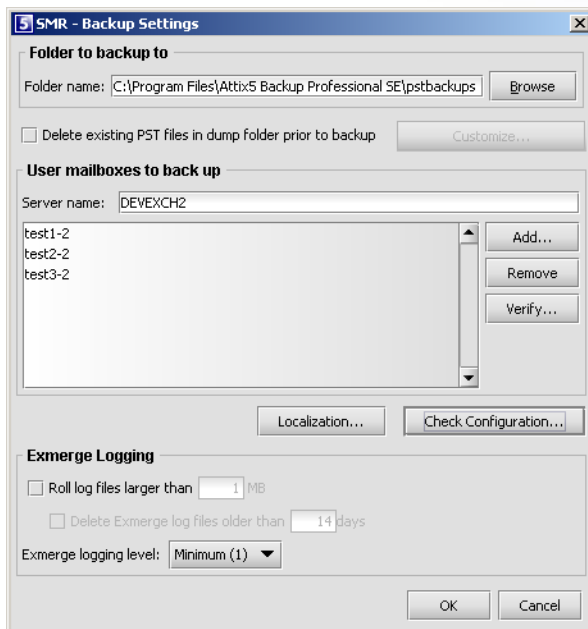 5 SMR - Backup Settings
Folder to backup to
Folder name: C:\Program Files\Attix5 Backup Professional SE\pstbackups Browse
Delete existing PST files in dump folder prior to backup Customize...
User mailboxes to back up
Server name: DEVEXCH2
test1-2
test2-2
test3-2
Add...
Remove
Verify...
Localization... Check Configuration...
Exmerge Logging
Roll log files larger than 1 MB
Delete Exmerge log files older than 14 days
Exmerge logging level: Minimum (1)
OK Cancel